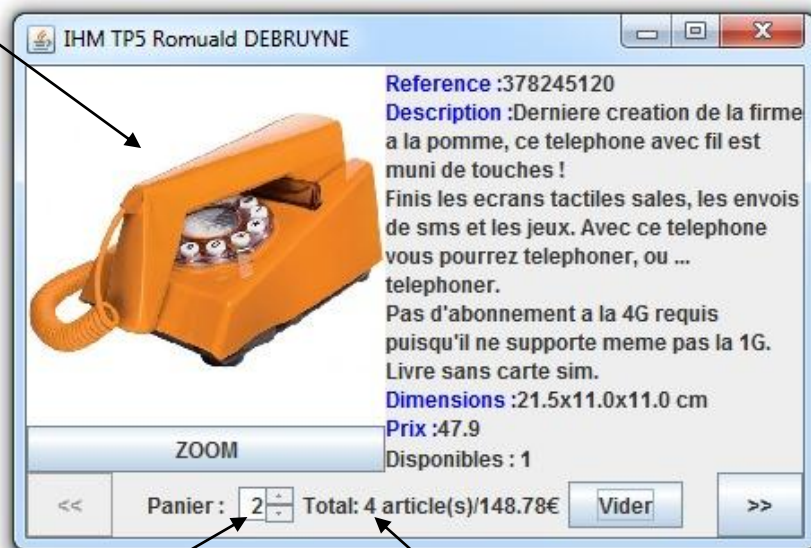 IHM TP5 Romuald DEBRUYNE
Reference :378245120
Description :Derniere creation de la firme
a la pomme, ce telephone avec fil est
muni de touches !
Finis les ecrans tactiles sales, les envois
de sms et les jeux. Avec ce telephone
vous pourrez telephoner, ou ...
telephoner.
Pas d'abonnement a la 4G requis
puisqu'il ne supporte meme pas la 1G.
Livre sans carte sim.
Dimensions :21.5x11.0x11.0 cm
Prix :47.9
ZOOM
Disponibles : 1
<< Panier : 2 Total: 4 article(s)/148.78€ Vider >>